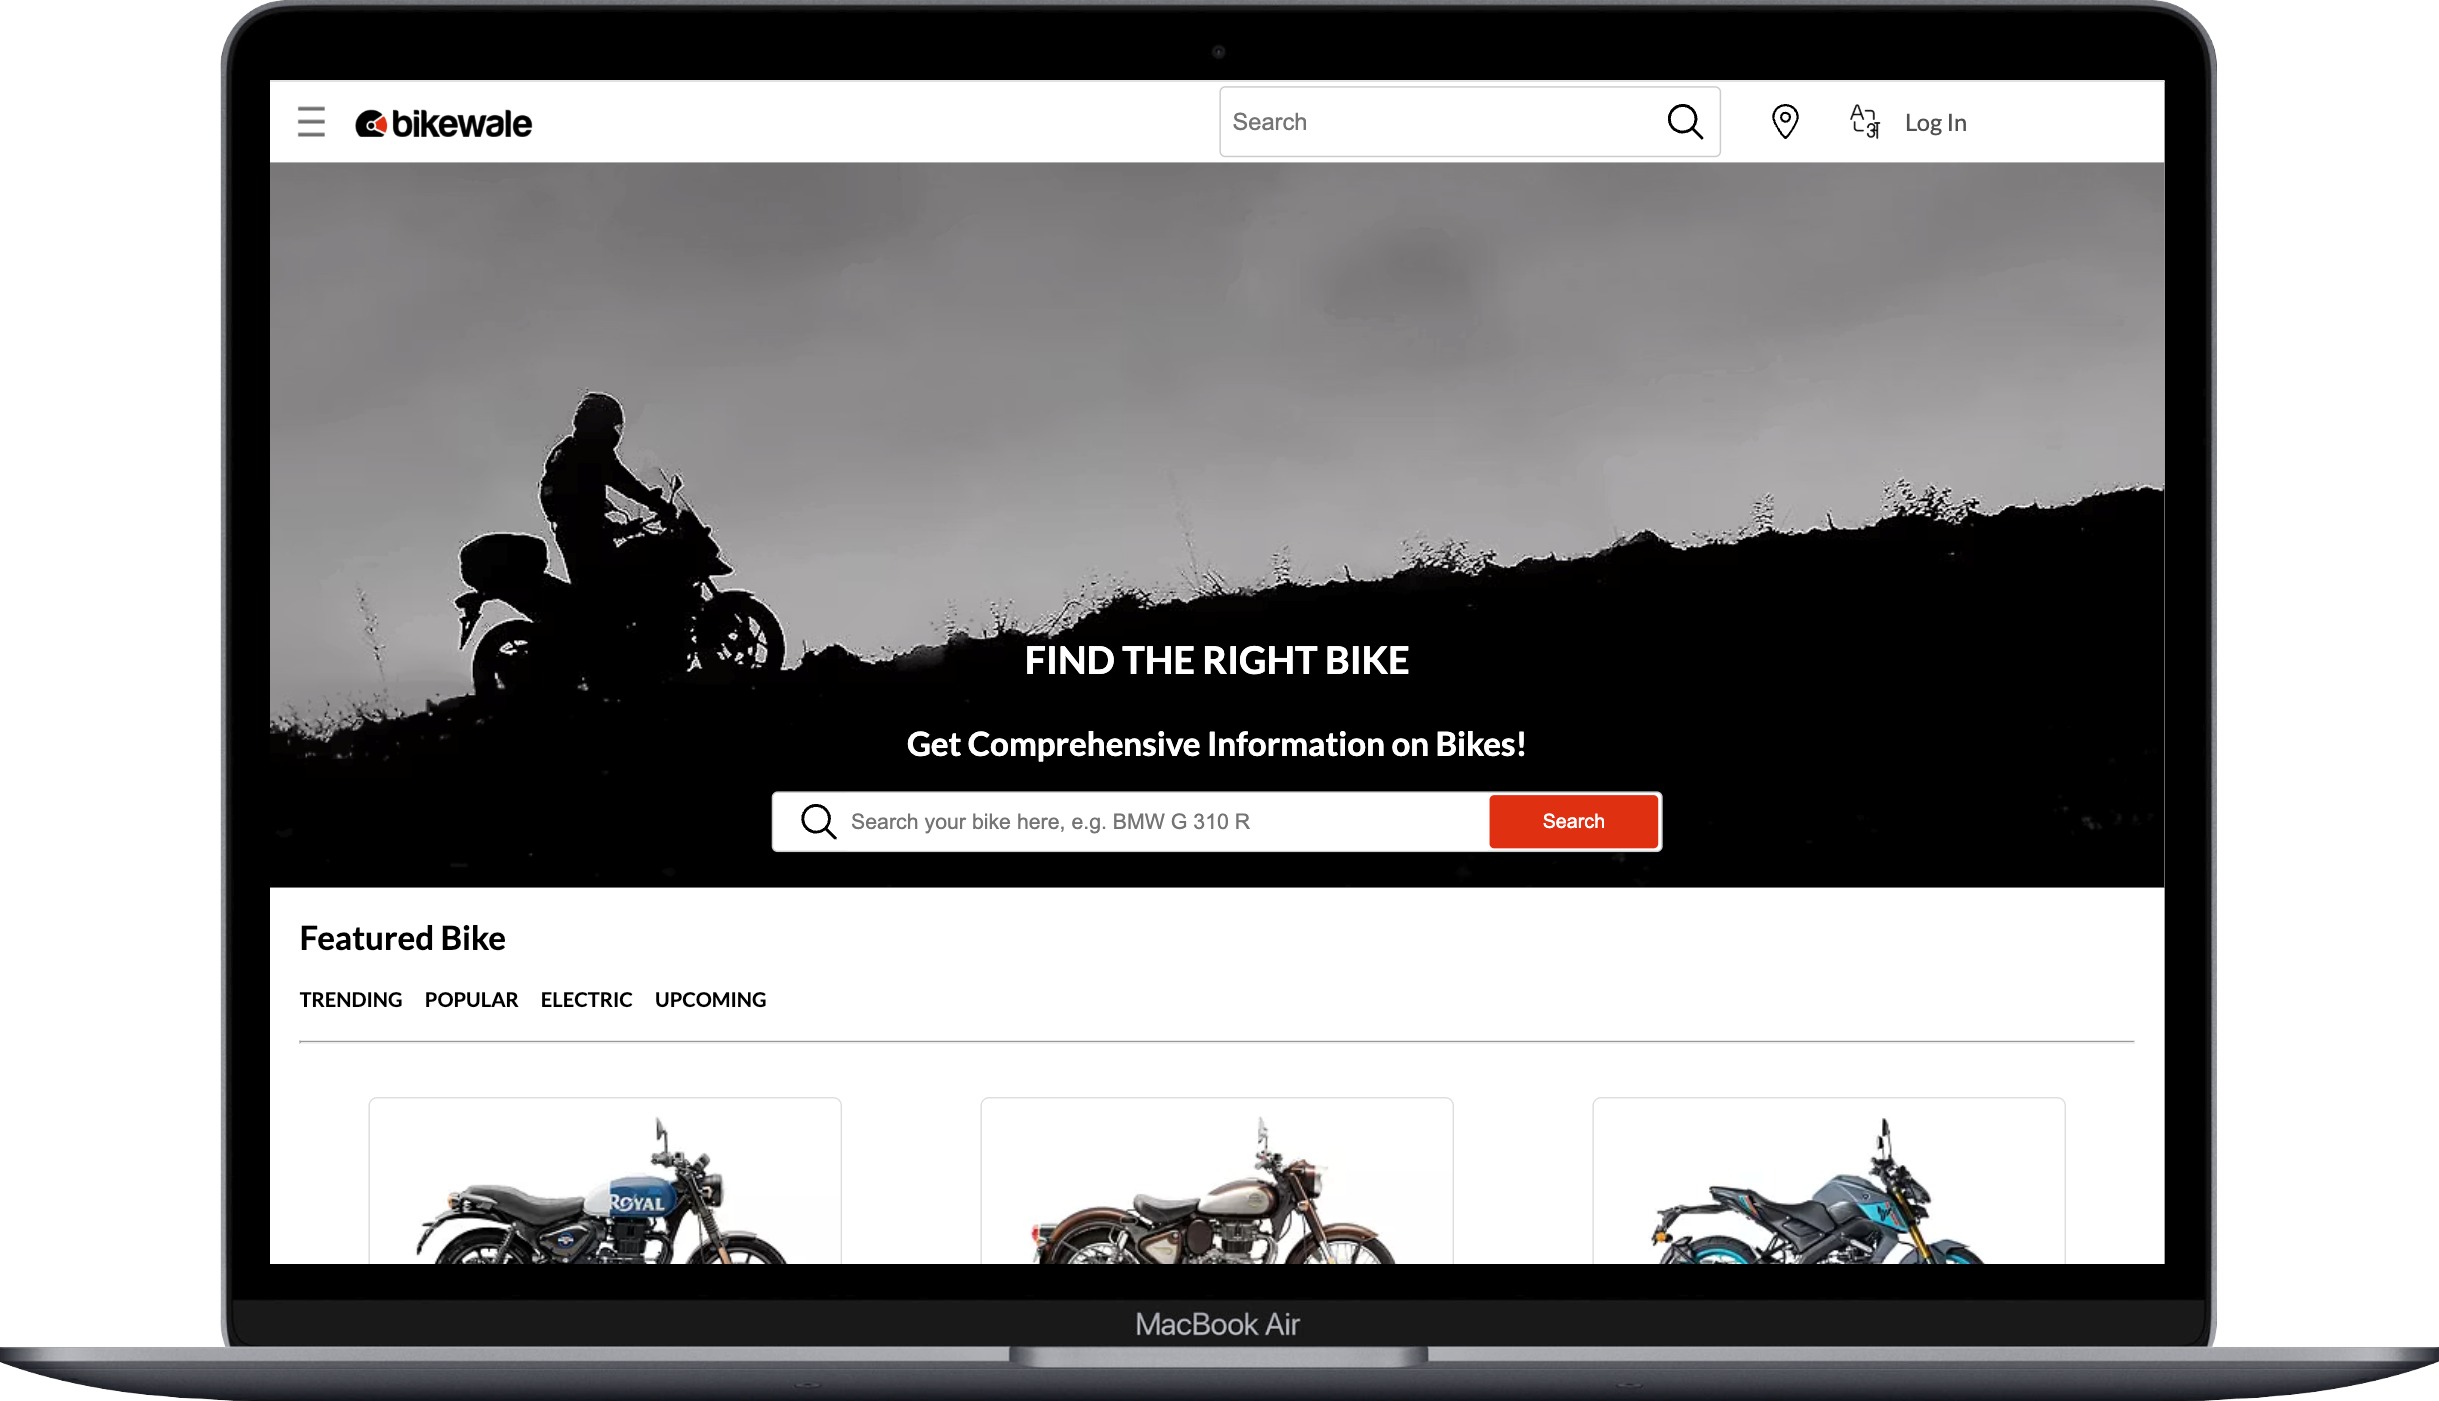 bikewale
Search
A अ
Log In
FIND THE RIGHT BIKE
Get Comprehensive Information on Bikes!
Search your bike here, e.g. BMW G 310 R
Search
Featured Bike
TRENDING POPULAR ELECTRIC UPCOMING
ROYAL
MacBook Air